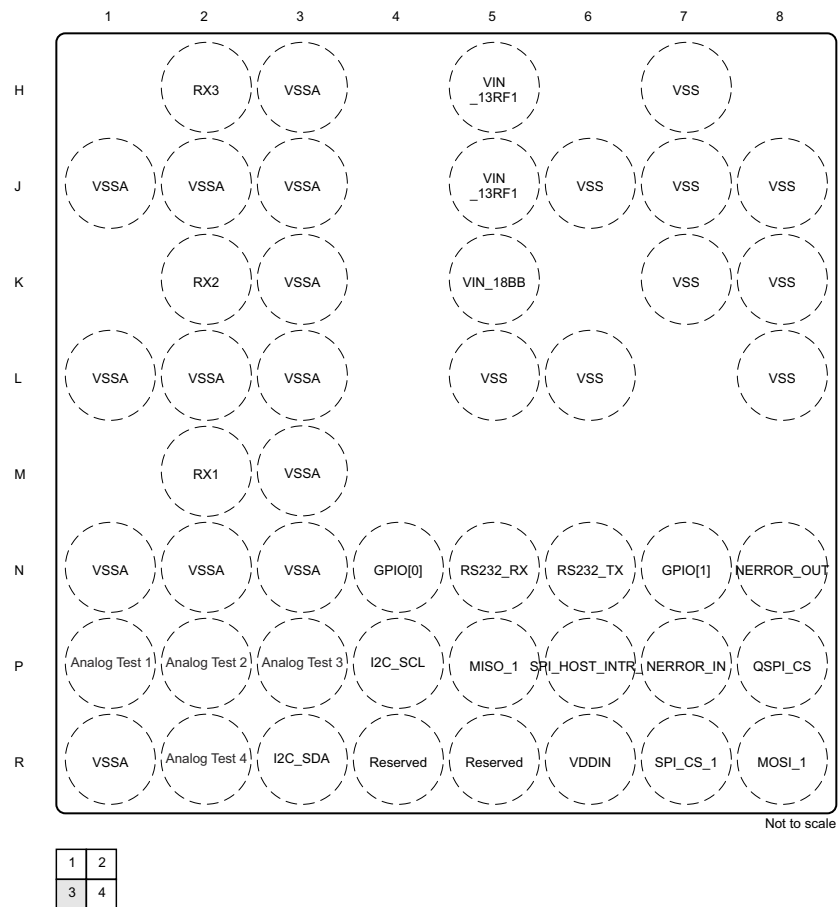 1 2 3 4 5 6 7 8
H RX3 VSSA VIN _13RF1 VSS
J VSSA VSSA VSSA VIN _13RF1 VSS VSS VSS
K RX2 VSSA VIN_18BB VSS VSS
L VSSA VSSA VSSA VSS VSS VSS
M RX1 VSSA
N VSSA VSSA VSSA GPIO[0] RS232_RX RS232_TX GPIO[1] NERROR_OUT
P Analog Test 1 Analog Test 2 Analog Test 3 I2C_SCL MISO_1 SPI_HOST_INTR_ NERROR_IN QSPI_CS
R VSSA Analog Test 4 I2C_SDA Reserved Reserved VDDIN SPI_CS_1 MOSI_1
Not to scale
1 2
3 4